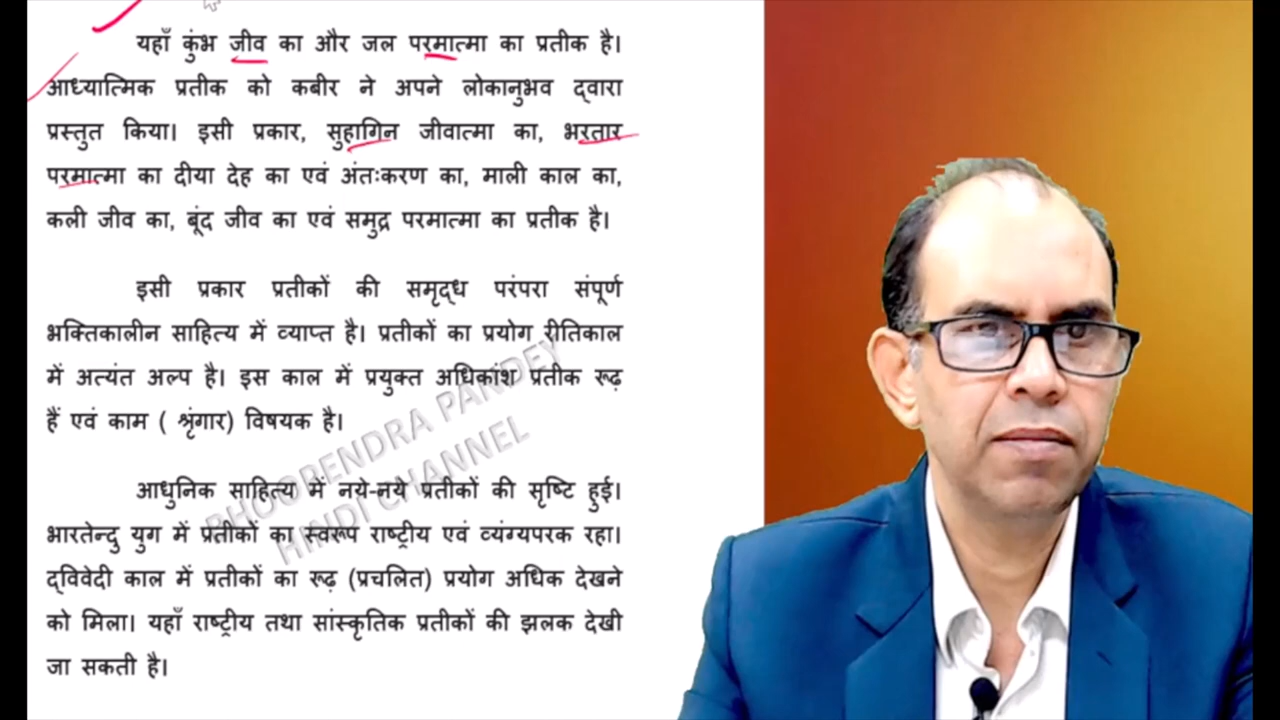 यहाँ कुंभ जीव का और जल परमात्मा का प्रतीक है।
आध्यात्मिक प्रतीक को कबीर ने अपने लोकानुभव द्वारा
प्रस्तुत किया। इसी प्रकार, सुहागिन जीवात्मा का, भरतार
परमात्मा का दीया देह का एवं अंतःकरण का, माली काल का,
कली जीव का, बूंद जीव का एवं समुद्र परमात्मा का प्रतीक है।
इसी प्रकार प्रतीकों की समृद्ध परंपरा संपूर्ण
भक्तिकालीन साहित्य में व्याप्त है। प्रतीकों का प्रयोग रीतिकाल
में अत्यंत अल्प है। इस काल में प्रयुक्त अधिकांश प्रतीक रूढ़
हैं एवं काम ( श्रृंगार) विषयक है।
आधुनिक साहित्य में नये-नये प्रतीकों की सृष्टि हुई।
भारतेन्दु युग में प्रतीकों का स्वरूप राष्ट्रीय एवं व्यंग्यपरक रहा।
द्विवेदी काल में प्रतीकों का रूढ़ (प्रचलित) प्रयोग अधिक देखने
को मिला। यहाँ राष्ट्रीय तथा सांस्कृतिक प्रतीकों की झलक देखी
जा सकती है।
BHOOPENDRA PANDEY
HINDI CHANNEL